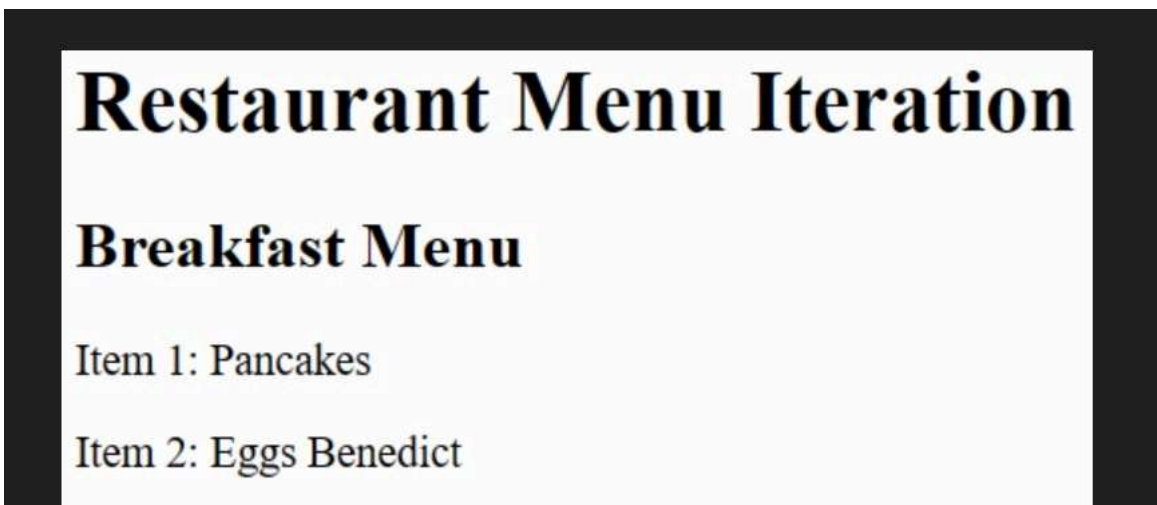 Restaurant Menu Iteration
Breakfast Menu
Item 1: Pancakes
Item 2: Eggs Benedict